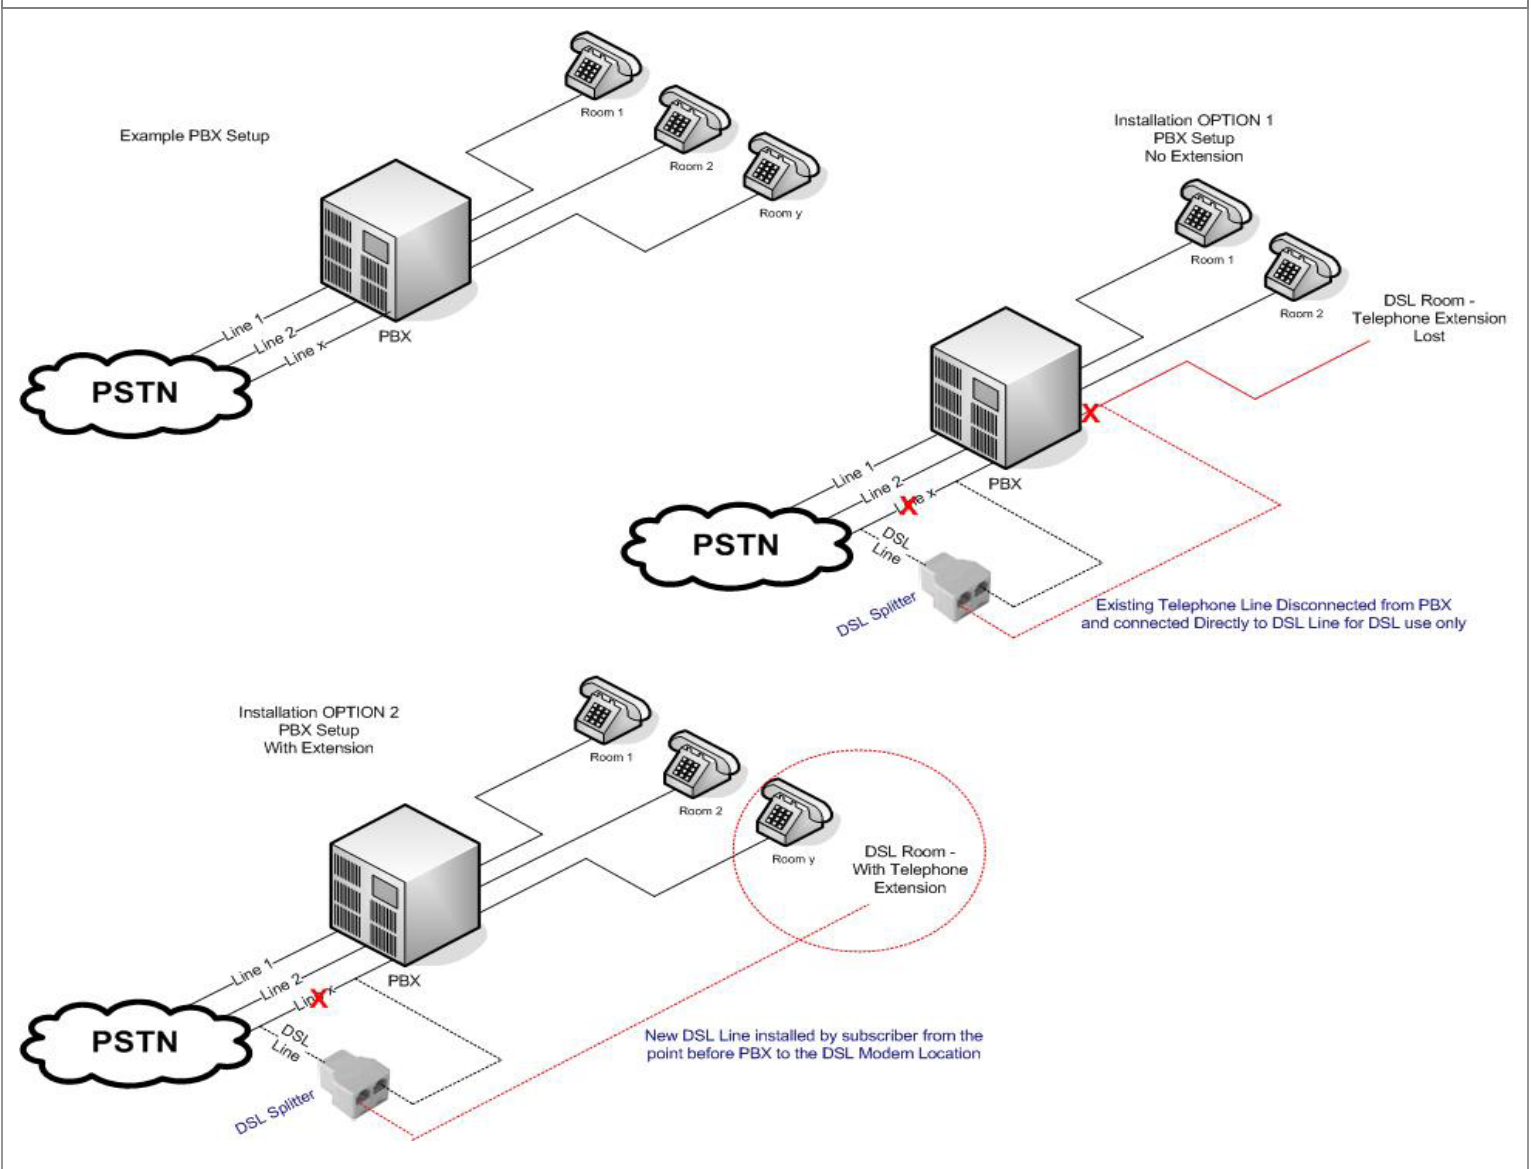 Example PBX Setup
Room 1
Room 2
Room y
Line 1
Line 2
Line x
PBX
PSTN
Installation OPTION 1
PBX Setup
No Extension
Room 1
Room 2
DSL Room -
Telephone Extension
Lost
X
Line 1
Line 2
Line x
X
PBX
PSTN
DSL
Line
DSL Splitter
Existing Telephone Line Disconnected from PBX
and connected Directly to DSL Line for DSL use only
Installation OPTION 2
PBX Setup
With Extension
Room 1
Room 2
Room y
DSL Room -
With Telephone
Extension
Line 1
Line 2
Line x
X
PBX
PSTN
DSL
Line
DSL Splitter
New DSL Line installed by subscriber from the
point before PBX to the DSL Modem Location